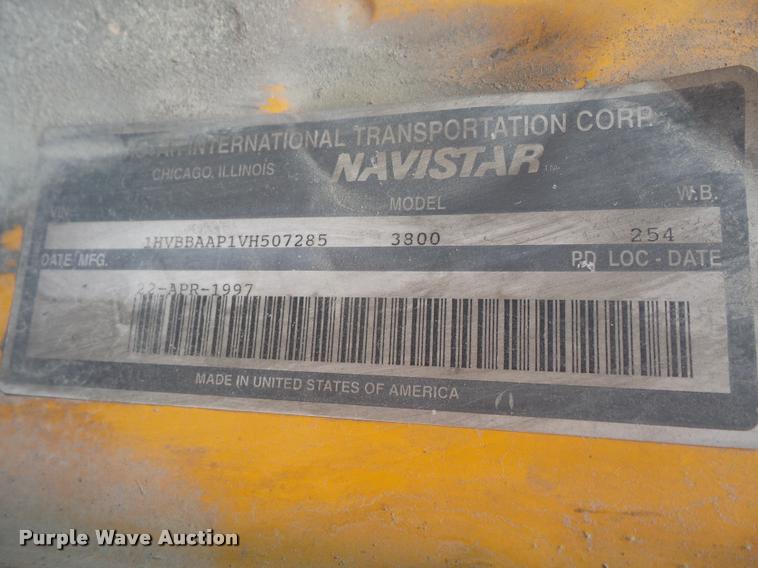 INTERNATIONAL TRANSPORTATION CORP.
CHICAGO, ILLINOIS NAVISTAR
VIN MODEL W.B.
1HVBBAAP1VH507285 3800 254
DATE MFG. PD LOC - DATE
22-APR-1997
MADE IN UNITED STATES OF AMERICA
Purple Wave Auction